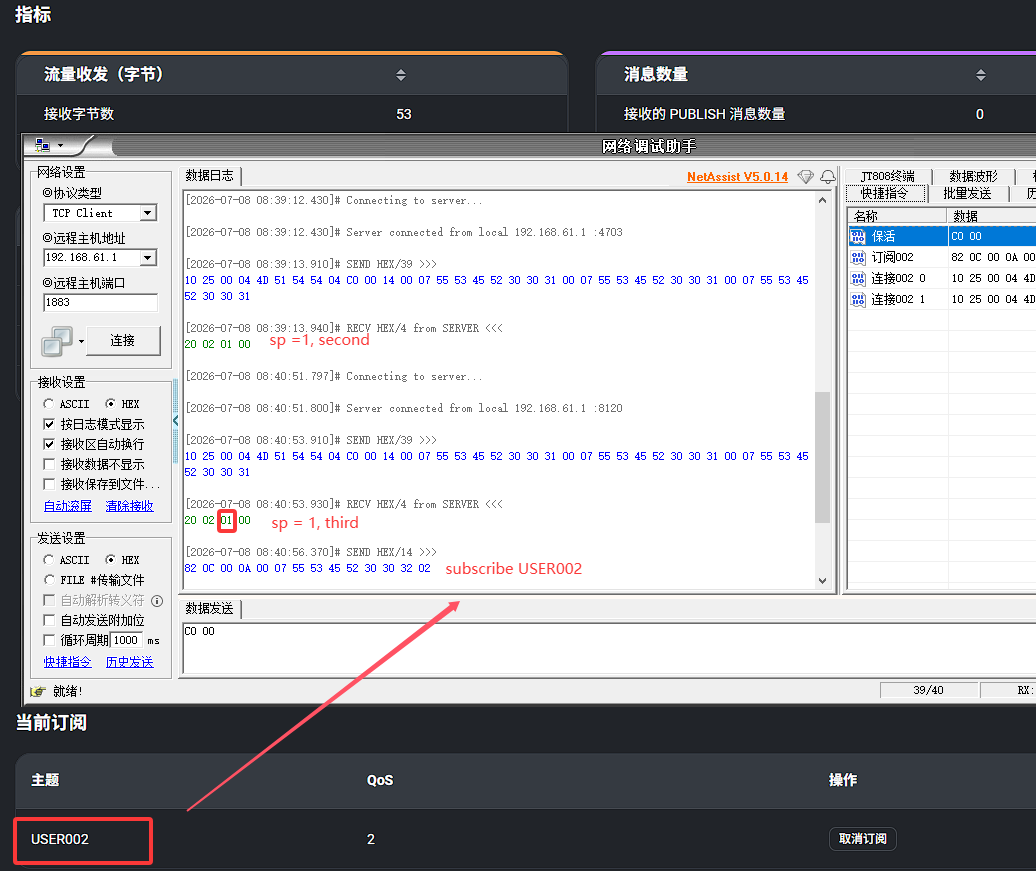 指标
流量收发（字节）
消息数量
接收字节数 53
接收的 PUBLISH 消息数量 0
网络调试助手
网络设置
协议类型
TCP Client
远程主机地址
192.168.61.1
远程主机端口
1883
连接
接收设置
ASCII HEX
按日志模式显示
接收区自动换行
接收数据不显示
接收保存到文件...
自动滚屏 清除接收
发送设置
ASCII HEX
FILE #传输文件
自动解析转义符
自动发送附加位
循环周期 1000 ms
快捷指令 历史发送
就绪!
数据日志
NetAssist V5.0.14
[2026-07-08 08:39:12.430]# Connecting to server...
[2026-07-08 08:39:12.430]# Server connected from local 192.168.61.1 :4703
[2026-07-08 08:39:13.910]# SEND HEX/39 >>>
10 25 00 04 4D 51 54 54 04 C0 00 14 00 07 55 53 45 52 30 30 31 00 07 55 53 45 52 30 30 31 00 07 55 53 45
52 30 30 31
[2026-07-08 08:39:13.940]# RECV HEX/4 from SERVER <<<
20 02 01 00
sp =1, second
[2026-07-08 08:40:51.797]# Connecting to server...
[2026-07-08 08:40:51.800]# Server connected from local 192.168.61.1 :8120
[2026-07-08 08:40:53.910]# SEND HEX/39 >>>
10 25 00 04 4D 51 54 54 04 C0 00 14 00 07 55 53 45 52 30 30 31 00 07 55 53 45 52 30 30 31 00 07 55 53 45
52 30 30 31
[2026-07-08 08:40:53.930]# RECV HEX/4 from SERVER <<<
20 02 01 00
sp = 1, third
[2026-07-08 08:40:56.370]# SEND HEX/14 >>>
82 0C 00 0A 00 07 55 53 45 52 30 30 32 02
subscribe USER002
数据发送
C0 00
39/40
RX:
JT808终端 数据波形
快捷指令 批量发送
名称 数据
保活 C0 00
订阅002 82 0C 00 0A 00
连接002 0 10 25 00 04 4D
连接002 1 10 25 00 04 4D
当前订阅
主题 QoS 操作
USER002 2 取消订阅